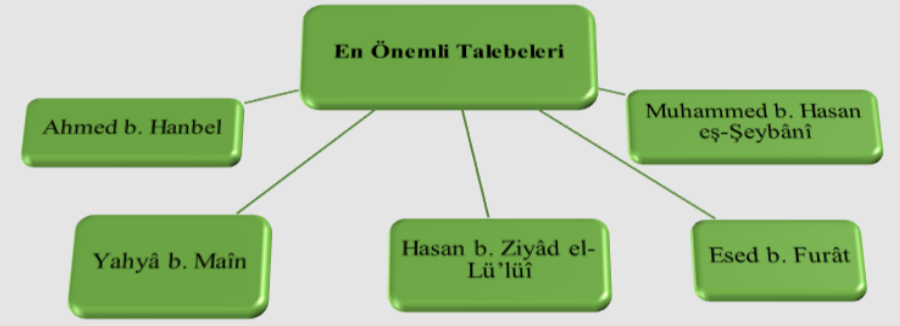 En Önemli Talebeleri
Ahmed b. Hanbel
Muhammed b. Hasan
eş-Şeybânî
Yahyâ b. Maîn
Hasan b. Ziyâd el-
Lü’lüî
Esed b. Furât